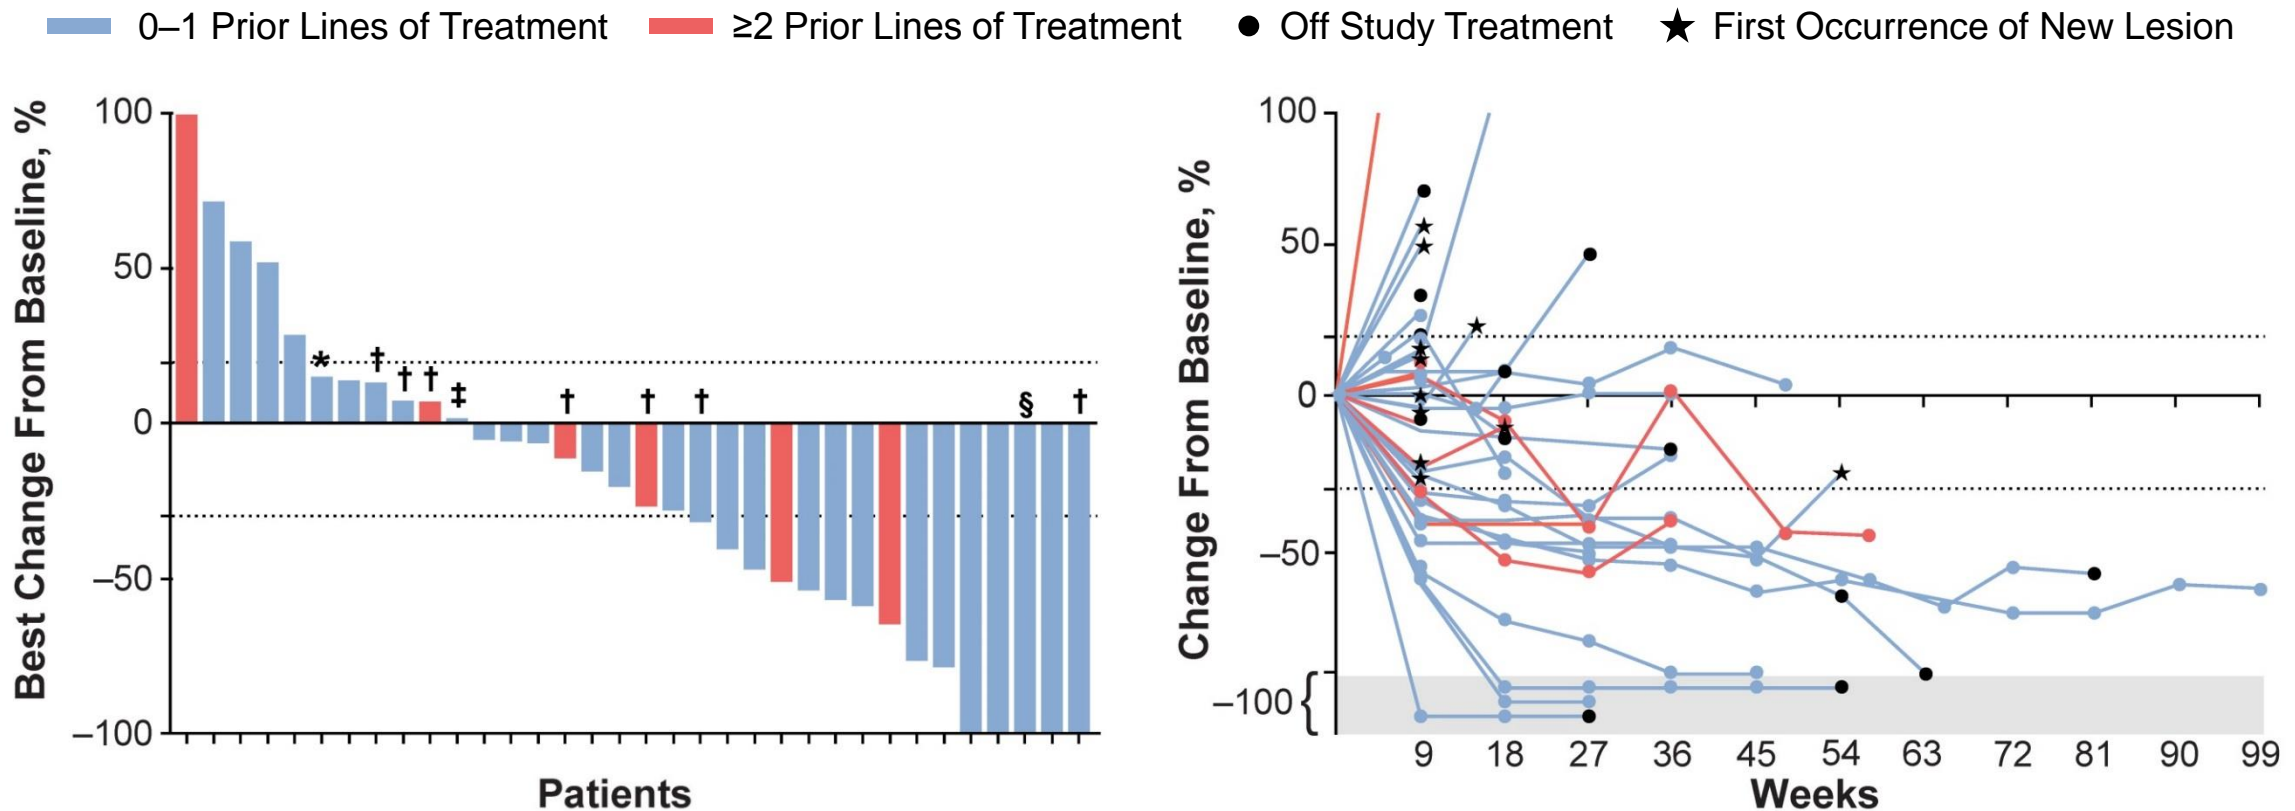 0–1 Prior Lines of Treatment ≥2 Prior Lines of Treatment Off Study Treatment First Occurrence of New Lesion
Best Change From Baseline, %
100
50
0
–50
–100
* † † † ‡ † † † § †
Patients
Change From Baseline, %
100
50
0
–50
–100 {
9 18 27 36 45 54 63 72 81 90 99
Weeks